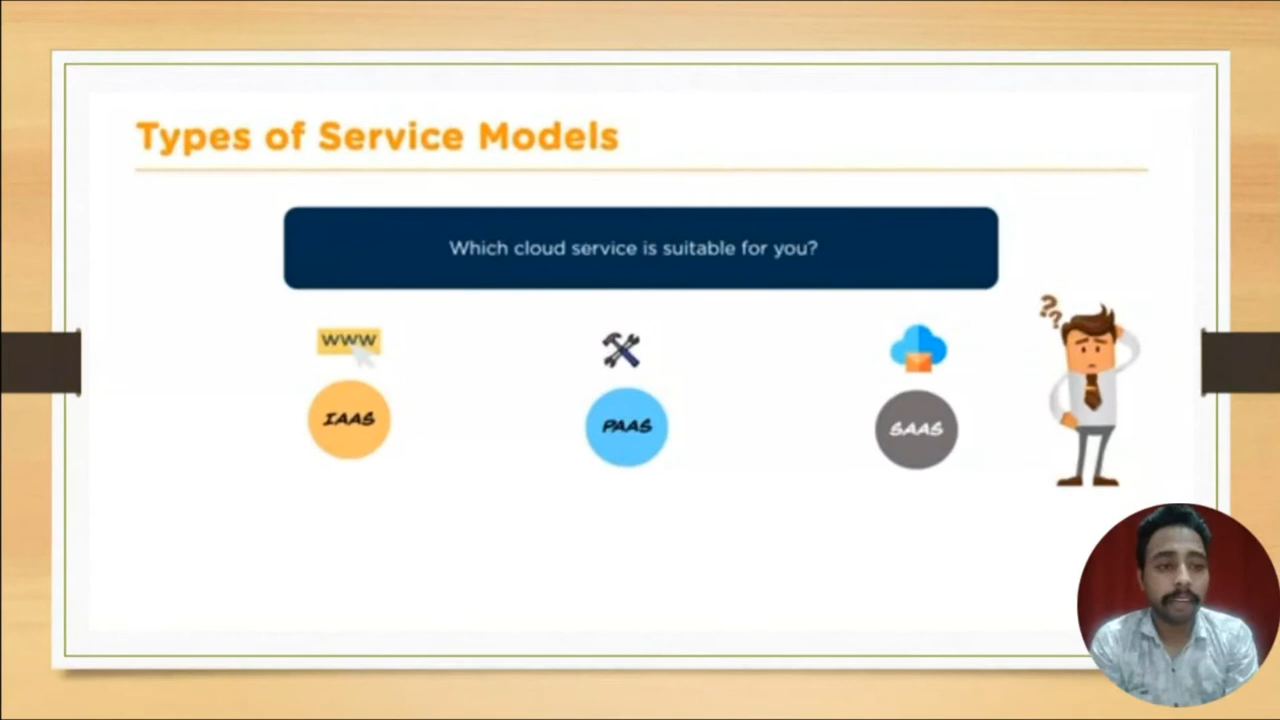 Types of Service Models
Which cloud service is suitable for you?
WWW
IAAS
PAAS
SAAS
??